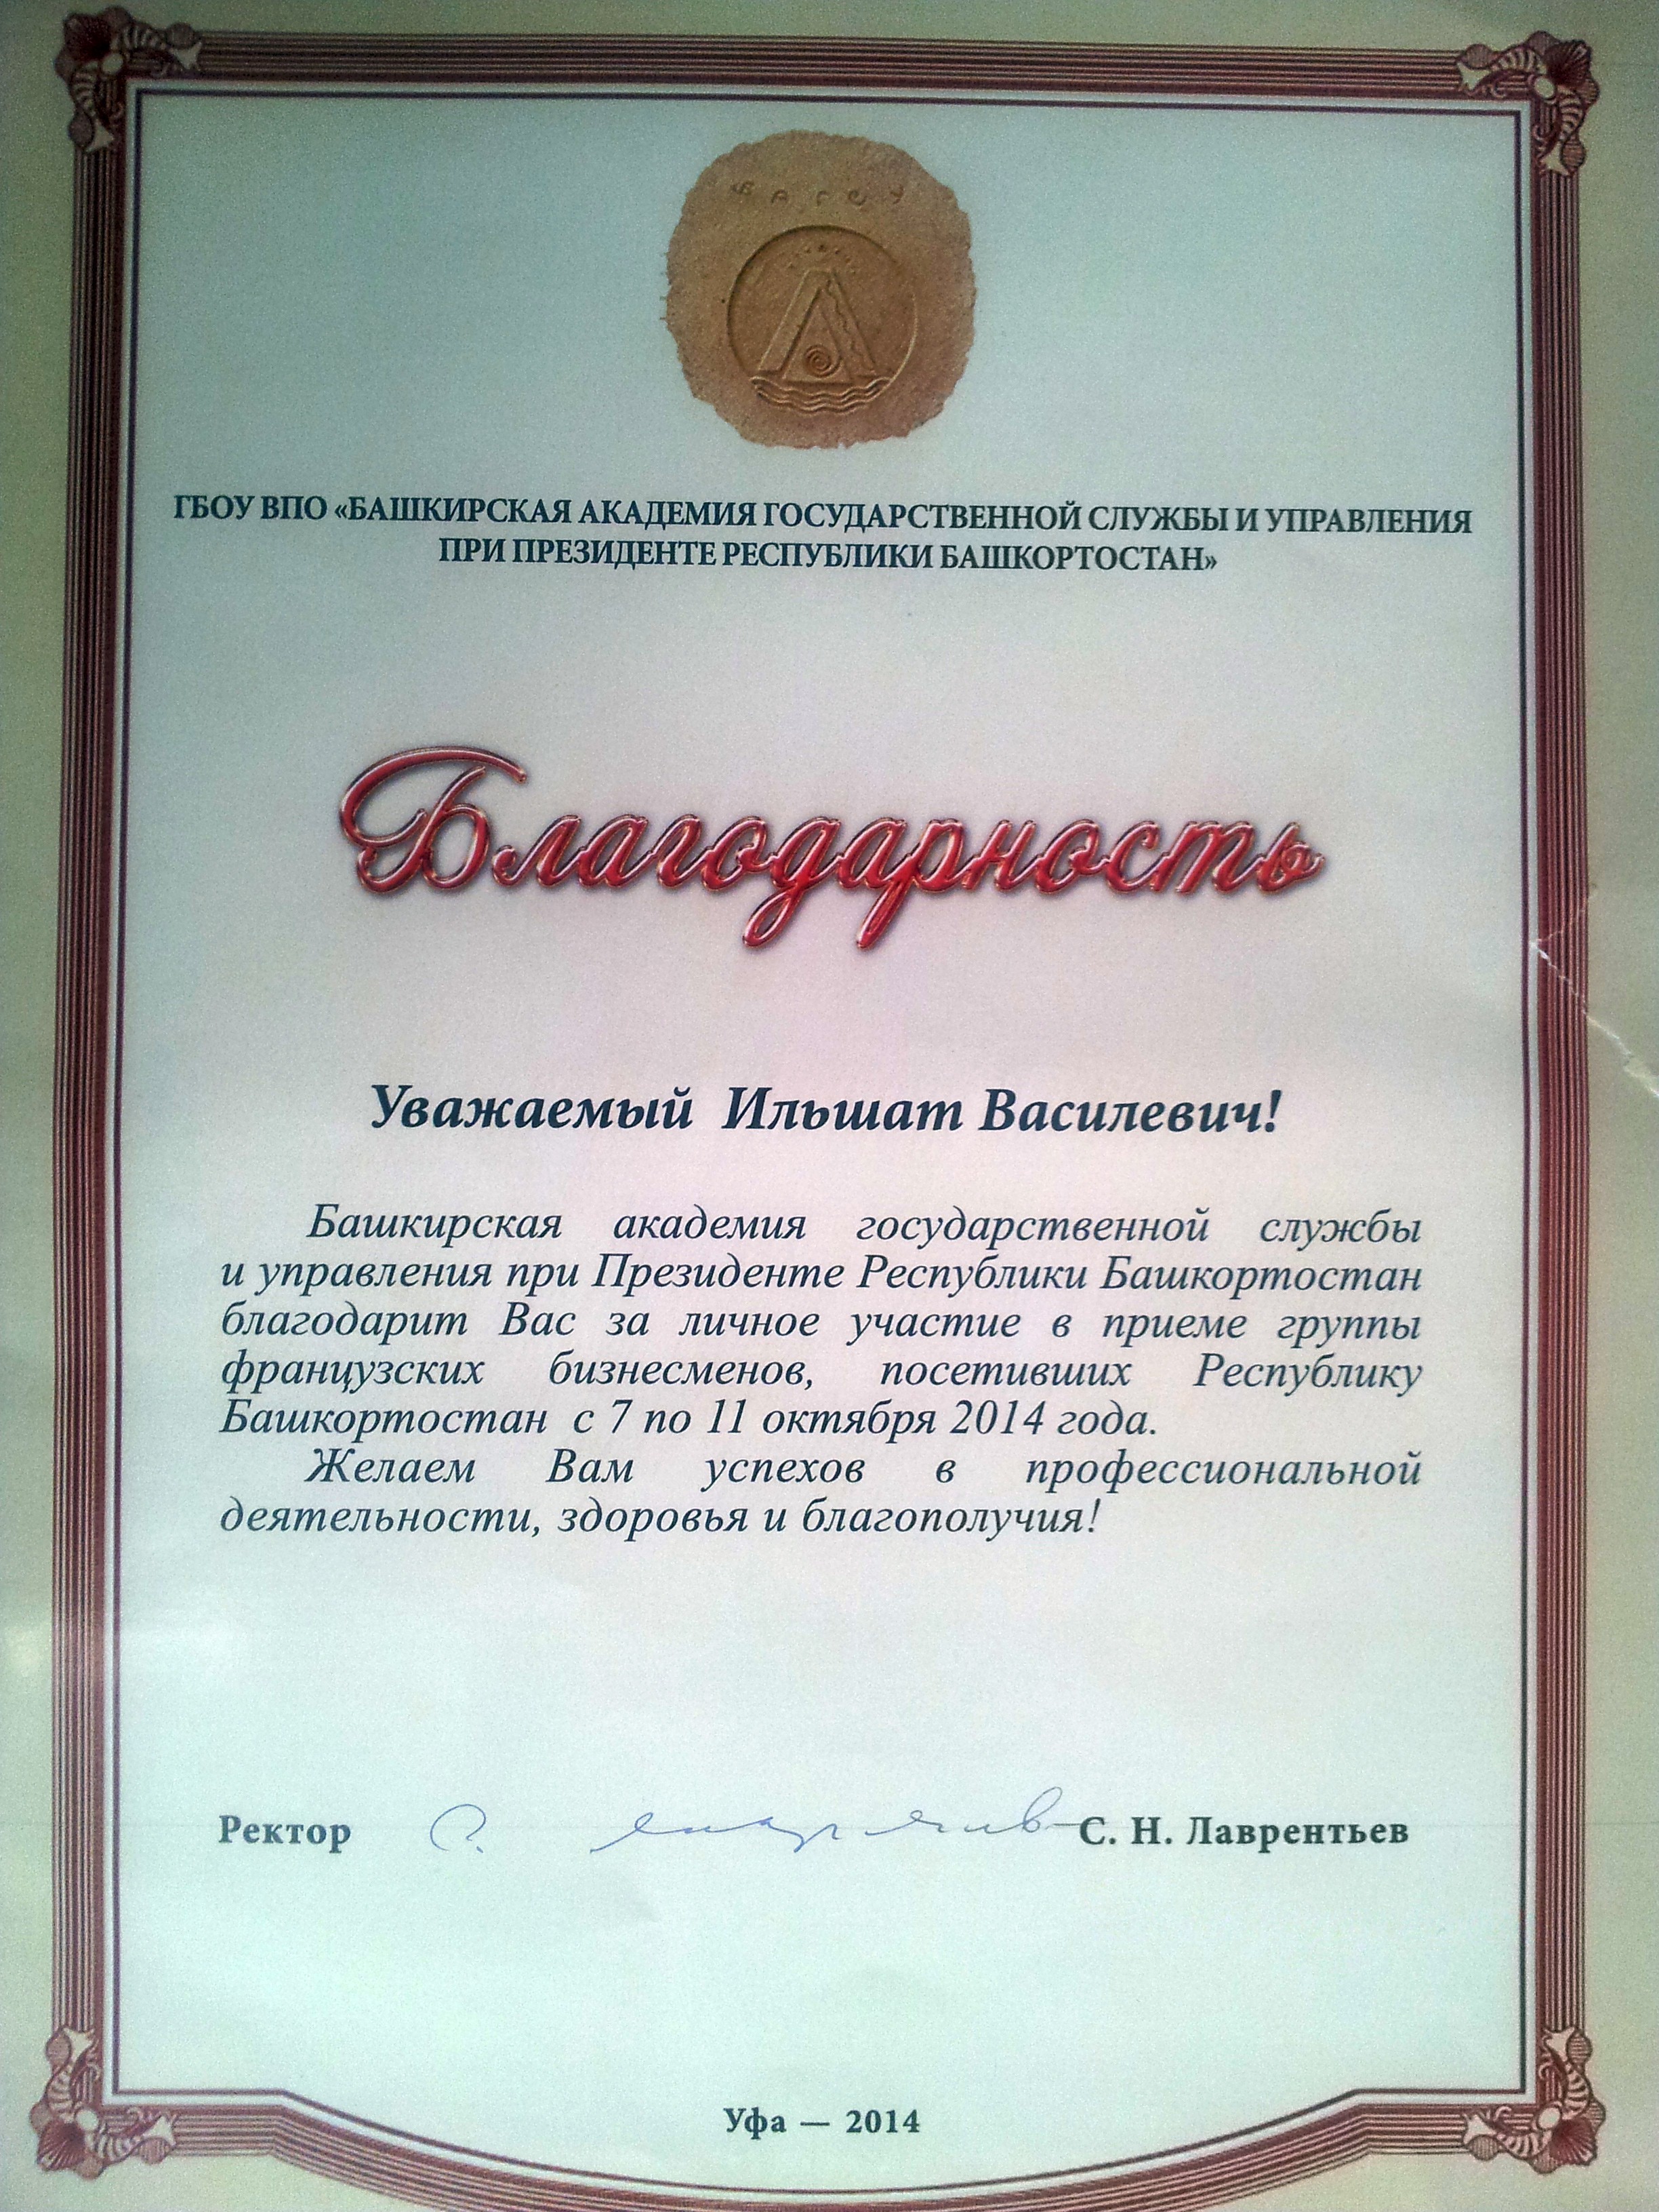 БАГСУ
ГБОУ ВПО «БАШКИРСКАЯ АКАДЕМИЯ ГОСУДАРСТВЕННОЙ СЛУЖБЫ И УПРАВЛЕНИЯ
ПРИ ПРЕЗИДЕНТЕ РЕСПУБЛИКИ БАШКОРТОСТАН»
Благодарность
Уважаемый Ильшат Василевич!
Башкирская академия государственной службы
и управления при Президенте Республики Башкортостан
благодарит Вас за личное участие в приеме группы
французских бизнесменов, посетивших Республику
Башкортостан с 7 по 11 октября 2014 года.
Желаем Вам успехов в профессиональной
деятельности, здоровья и благополучия!
Ректор С. Н. Лаврентьев
Уфа — 2014